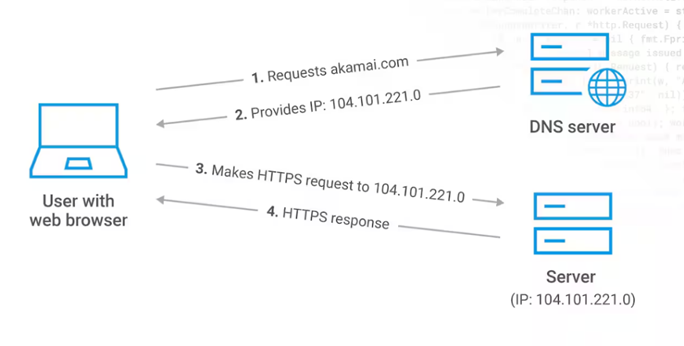 1. Requests akamai.com
2. Provides IP: 104.101.221.0
DNS server
3. Makes HTTPS request to 104.101.221.0
4. HTTPS response
User with
web browser
Server
(IP: 104.101.221.0)